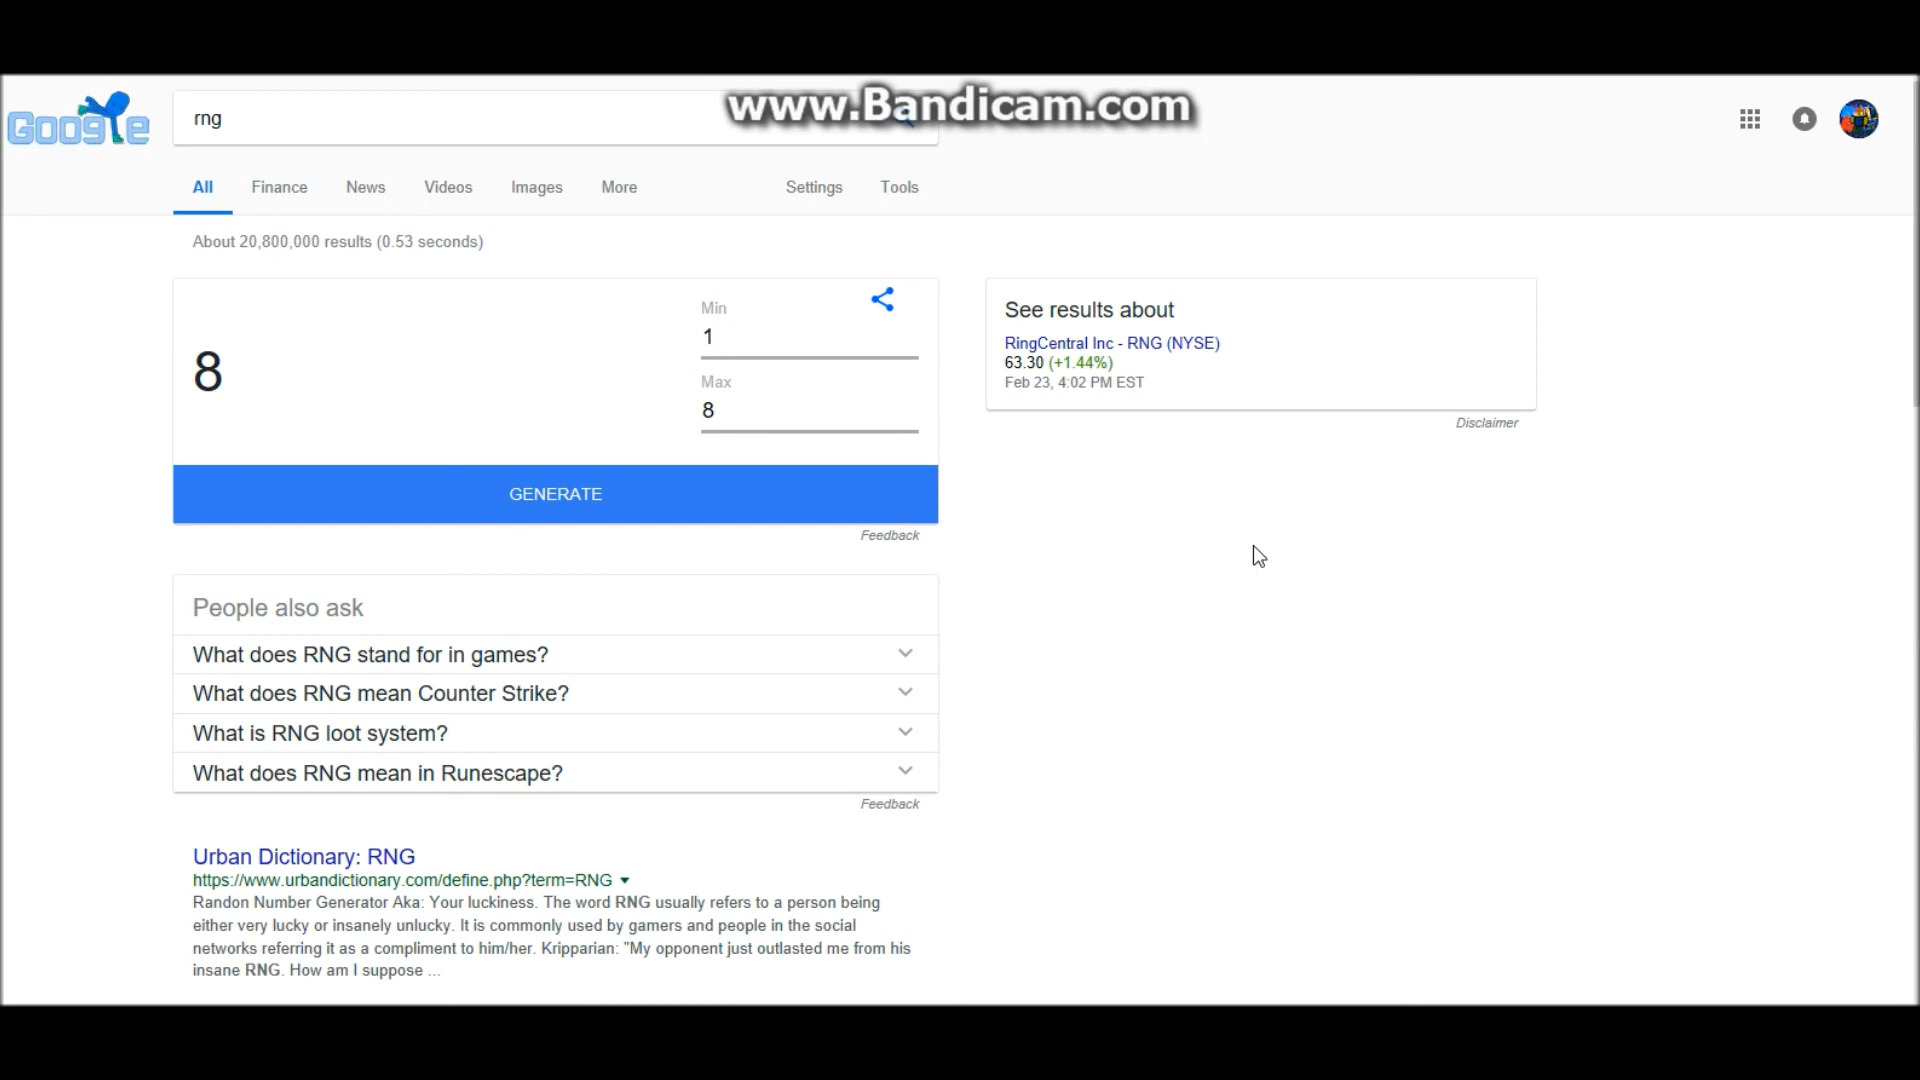 www.Bandicam.com
Google
rng
All Finance News Videos Images More Settings Tools
About 20,800,000 results (0.53 seconds)
8
Min
1
Max
8
GENERATE
Feedback
See results about
RingCentral Inc - RNG (NYSE)
63.30 (+1.44%)
Feb 23, 4:02 PM EST
Disclaimer
People also ask
What does RNG stand for in games?
What does RNG mean Counter Strike?
What is RNG loot system?
What does RNG mean in Runescape?
Feedback
Urban Dictionary: RNG
https://www.urbandictionary.com/define.php?term=RNG
Randon Number Generator Aka: Your luckiness. The word RNG usually refers to a person being
either very lucky or insanely unlucky. It is commonly used by gamers and people in the social
networks referring it as a compliment to him/her. Kripparian: "My opponent just outlasted me from his
insane RNG. How am I suppose ...